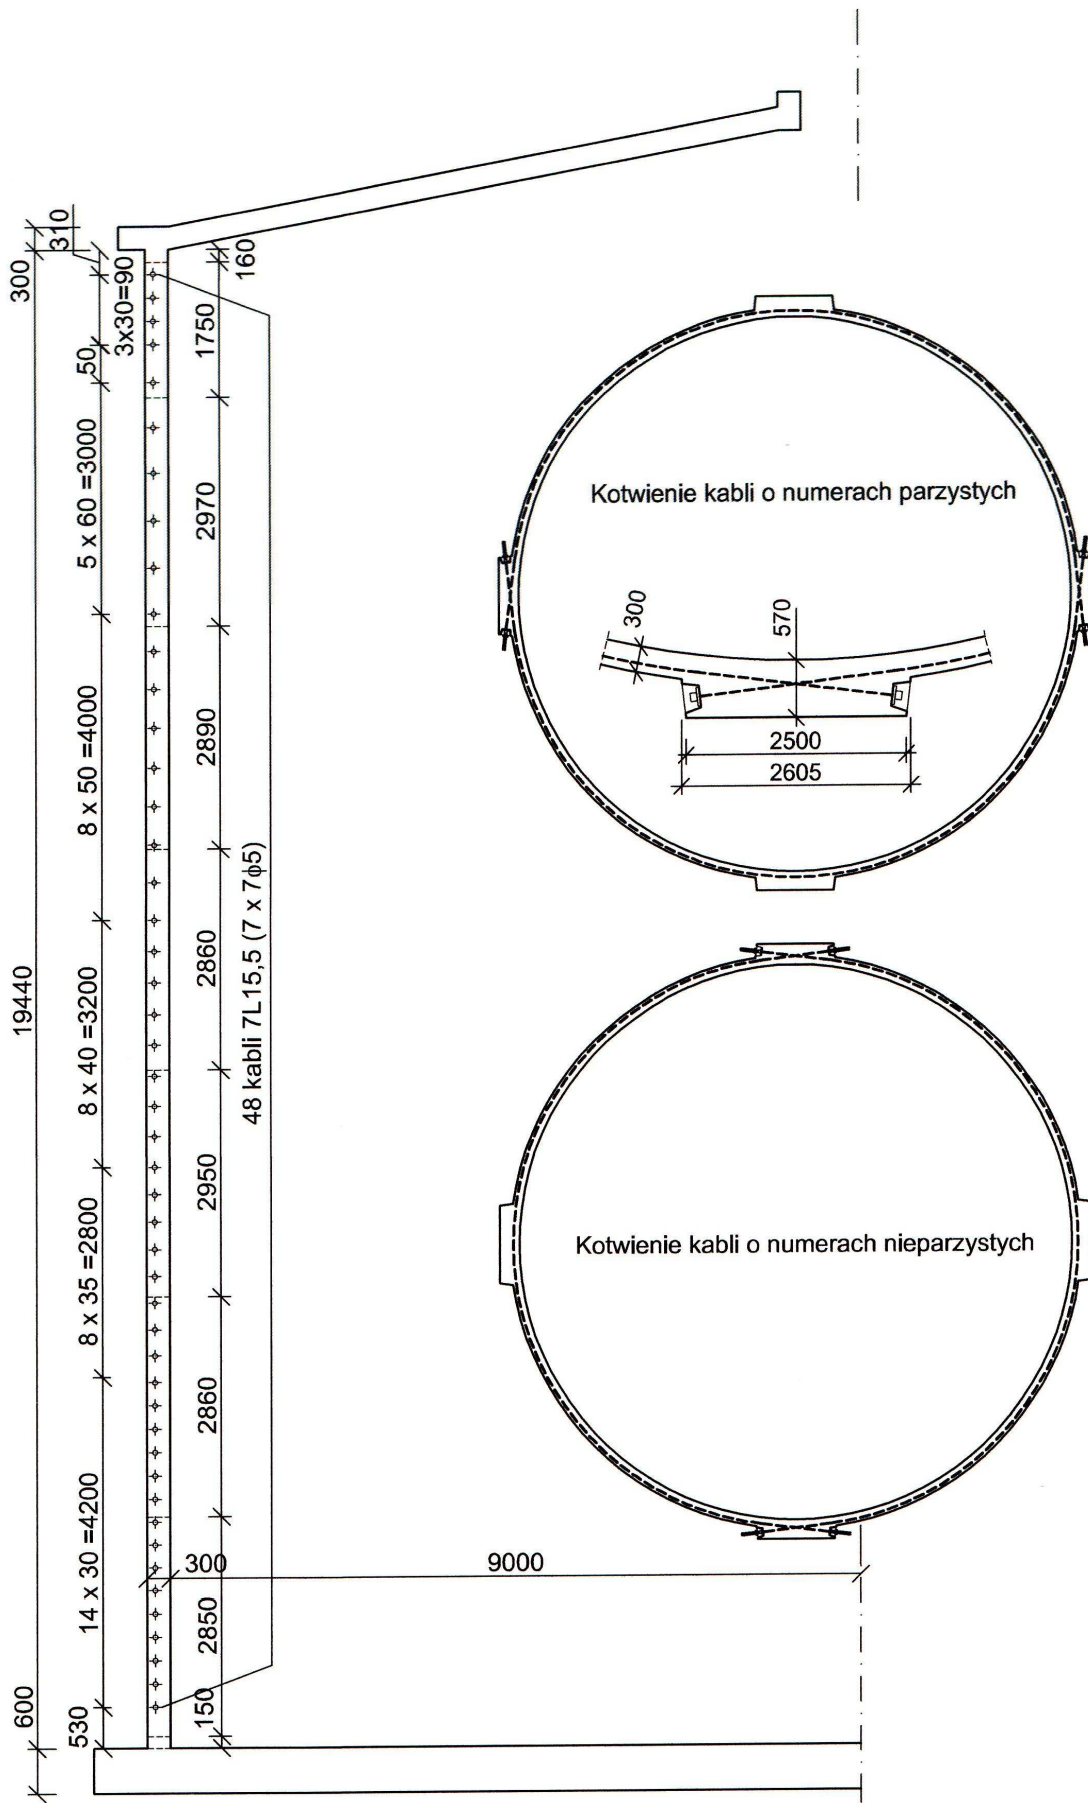 300
310
19440
600
3x30=90
50
5 x 60 =3000
8 x 50 =4000
8 x 40 =3200
8 x 35 =2800
14 x 30 =4200
530
160
1750
2970
2890
2860
2950
2860
2850
150
48 kabli 7L15,5 (7 x 7ϕ5)
300
9000
Kotwienie kabli o numerach parzystych
300
570
2500
2605
Kotwienie kabli o numerach nieparzystych